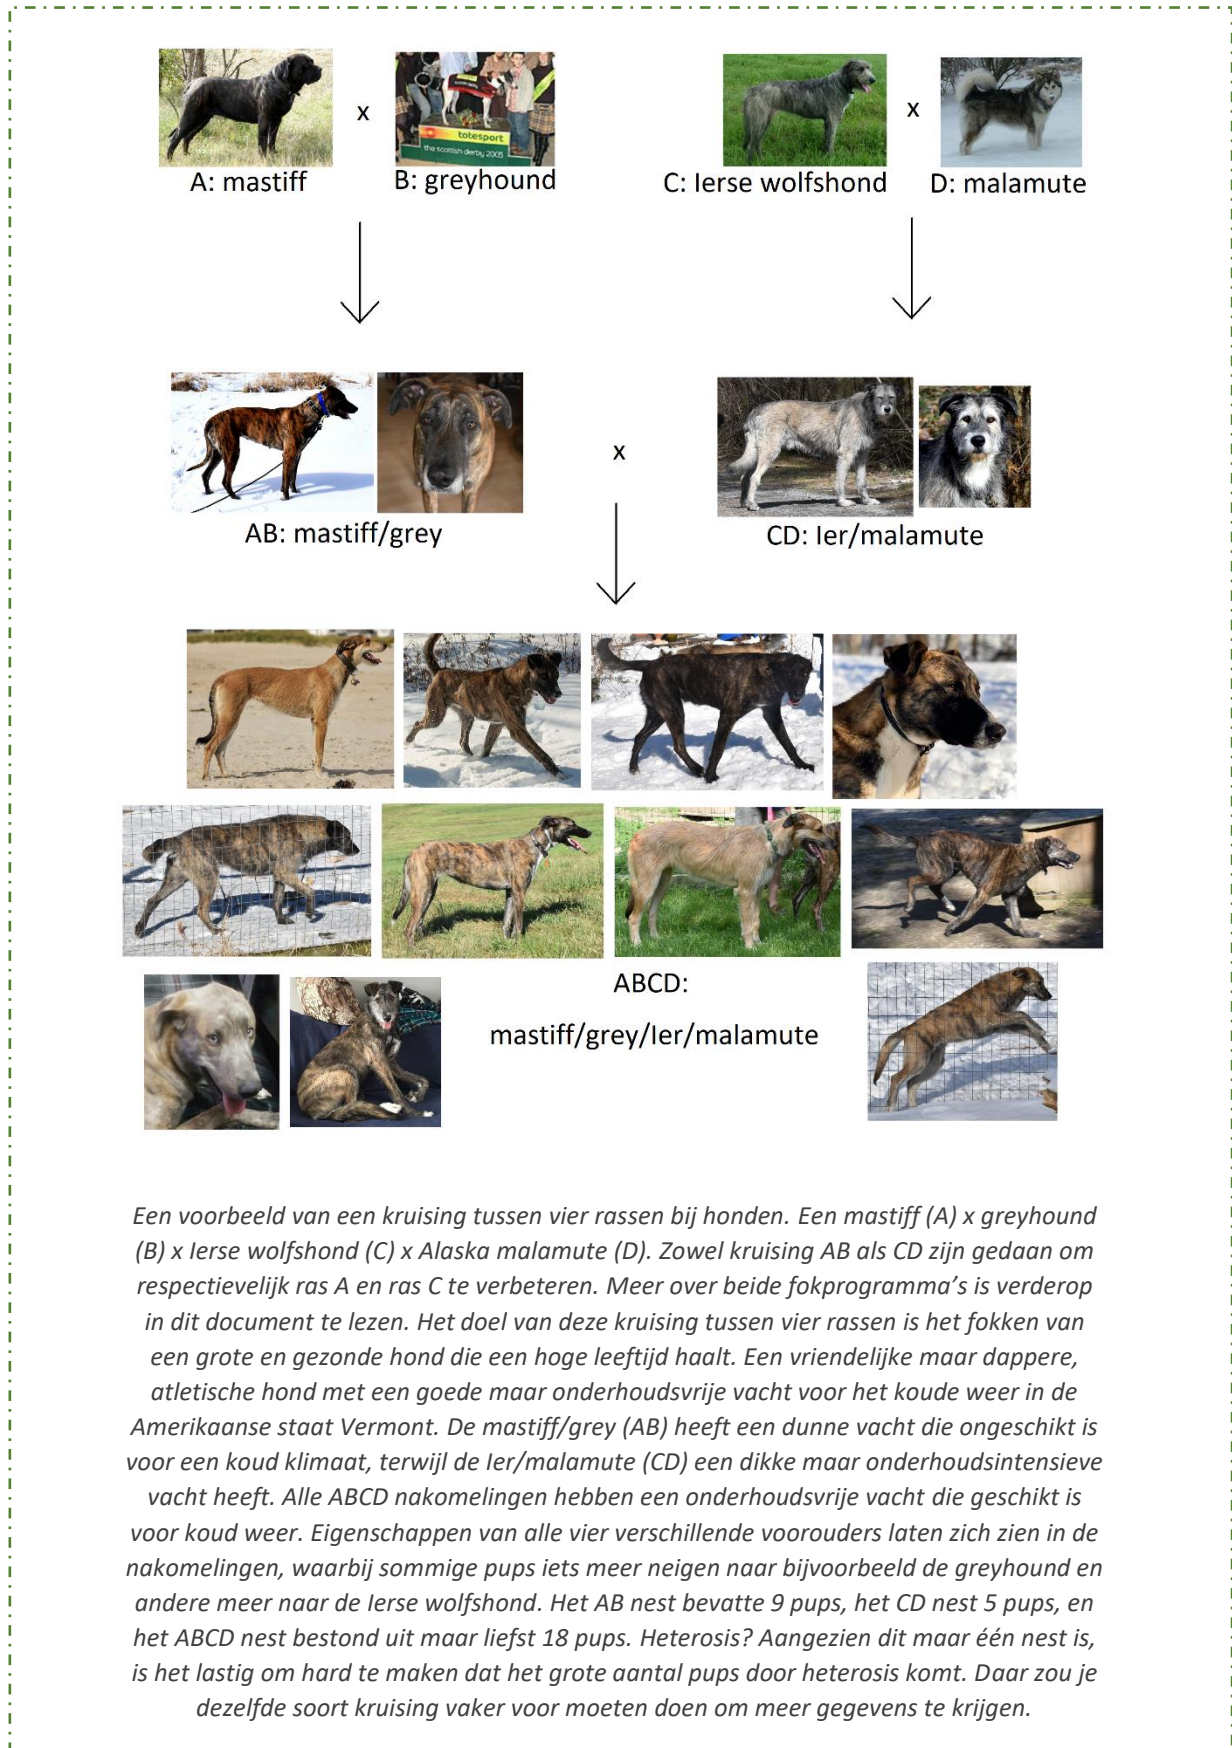 totesport
the scottish derby 2005
x
x
A: mastiff
B: greyhound
C: Ierse wolfshond
D: malamute
x
AB: mastiff/grey
CD: Ier/malamute
ABCD:
mastiff/grey/Ier/malamute
Een voorbeeld van een kruising tussen vier rassen bij honden. Een mastiff (A) x greyhound
(B) x Ierse wolfshond (C) x Alaska malamute (D). Zowel kruising AB als CD zijn gedaan om
respectievelijk ras A en ras C te verbeteren. Meer over beide fokprogramma’s is verderop
in dit document te lezen. Het doel van deze kruising tussen vier rassen is het fokken van
een grote en gezonde hond die een hoge leeftijd haalt. Een vriendelijke maar dappere,
atletische hond met een goede maar onderhoudsvrije vacht voor het koude weer in de
Amerikaanse staat Vermont. De mastiff/grey (AB) heeft een dunne vacht die ongeschikt is
voor een koud klimaat, terwijl de Ier/malamute (CD) een dikke maar onderhoudsintensieve
vacht heeft. Alle ABCD nakomelingen hebben een onderhoudsvrije vacht die geschikt is
voor koud weer. Eigenschappen van alle vier verschillende voorouders laten zich zien in de
nakomelingen, waarbij sommige pups iets meer neigen naar bijvoorbeeld de greyhound en
andere meer naar de Ierse wolfshond. Het AB nest bevatte 9 pups, het CD nest 5 pups, en
het ABCD nest bestond uit maar liefst 18 pups. Heterosis? Aangezien dit maar één nest is,
is het lastig om hard te maken dat het grote aantal pups door heterosis komt. Daar zou je
dezelfde soort kruising vaker voor moeten doen om meer gegevens te krijgen.